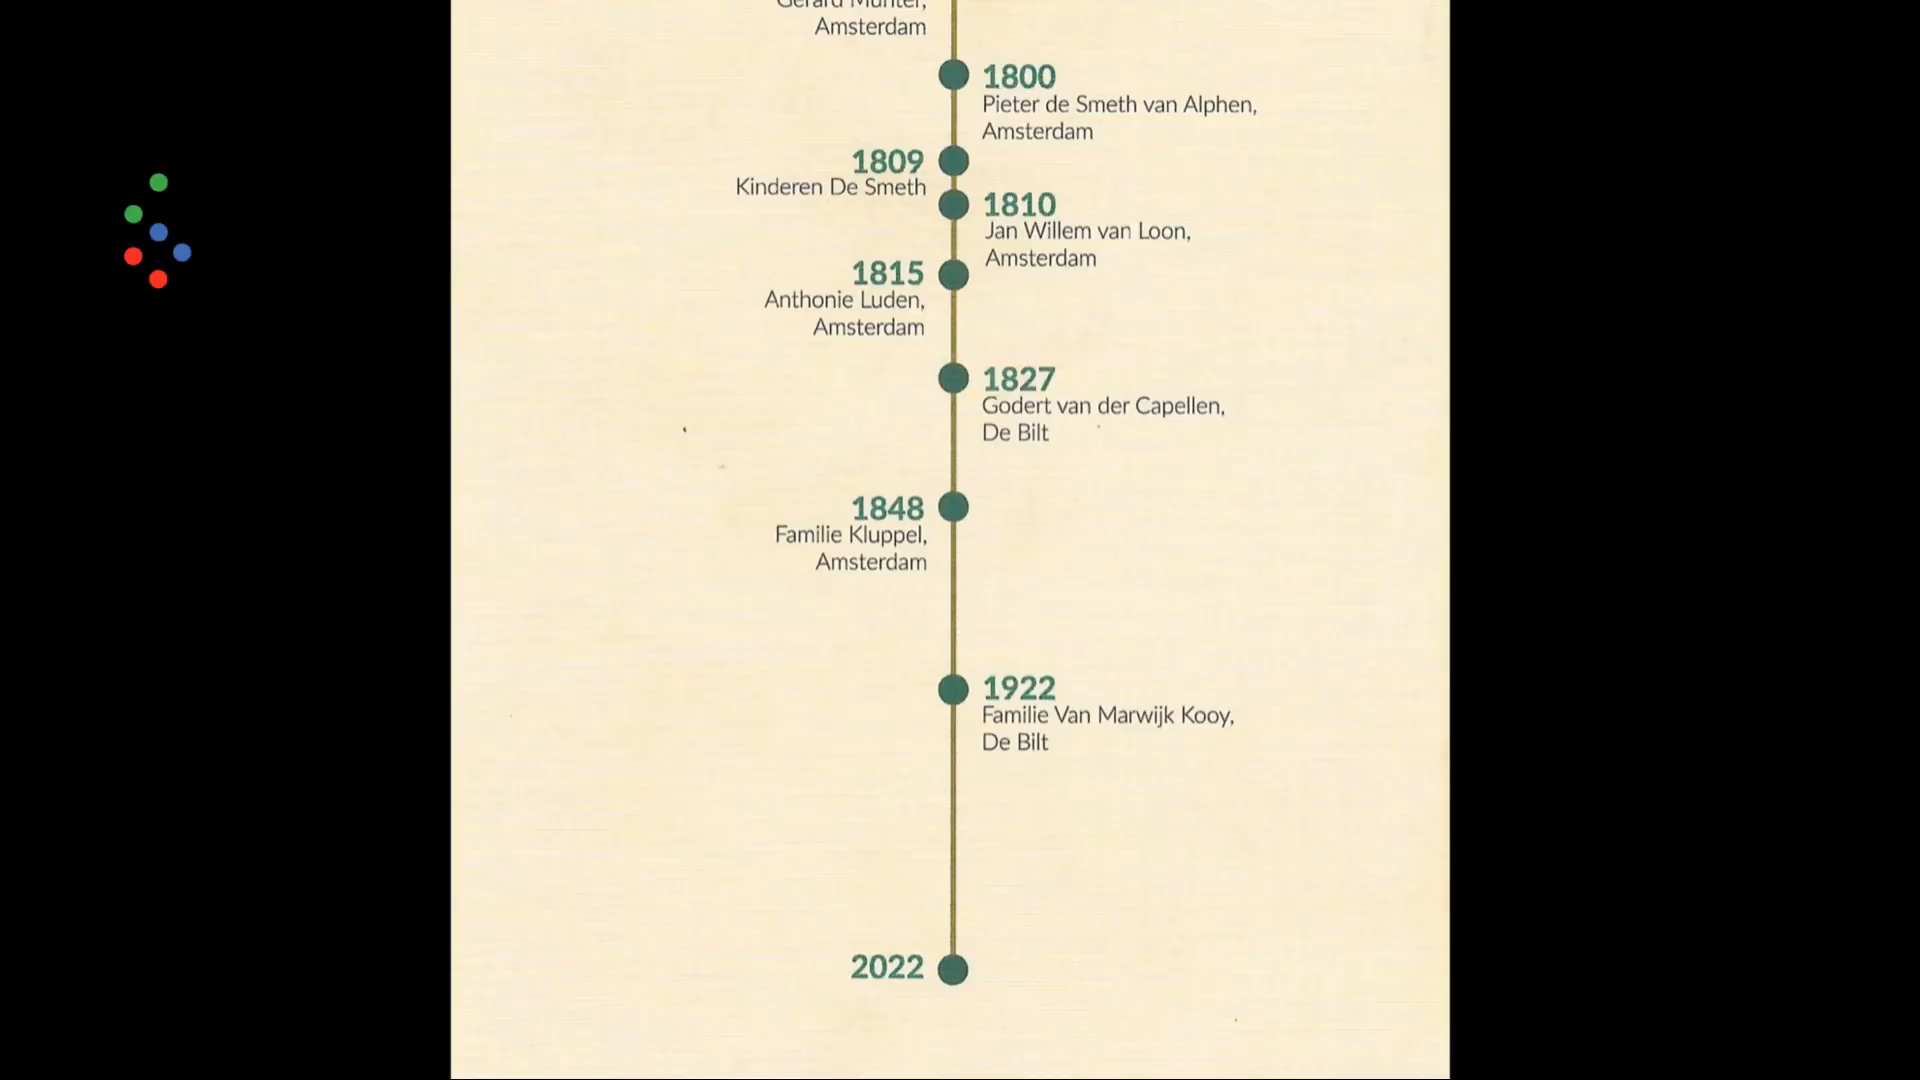 Gerard Munter,
Amsterdam
1800
Pieter de Smeth van Alphen,
Amsterdam
1809
Kinderen De Smeth
1810
Jan Willem van Loon,
Amsterdam
1815
Anthonie Luden,
Amsterdam
1827
Godert van der Capellen,
De Bilt
1848
Familie Kluppel,
Amsterdam
1922
Familie Van Marwijk Kooy,
De Bilt
2022